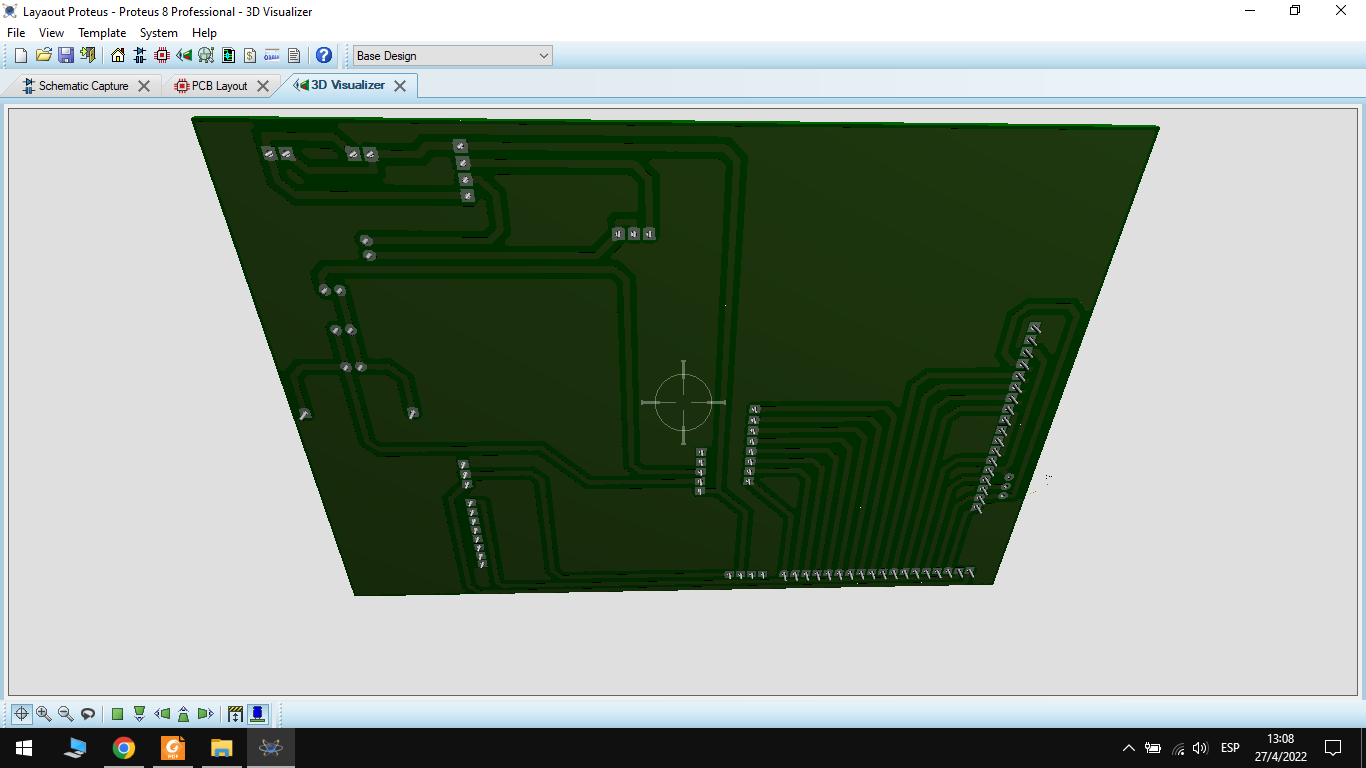 Layaout Proteus - Proteus 8 Professional - 3D Visualizer
File View Template System Help
Base Design
Schematic Capture PCB Layout 3D Visualizer
ESP 13:08
27/4/2022